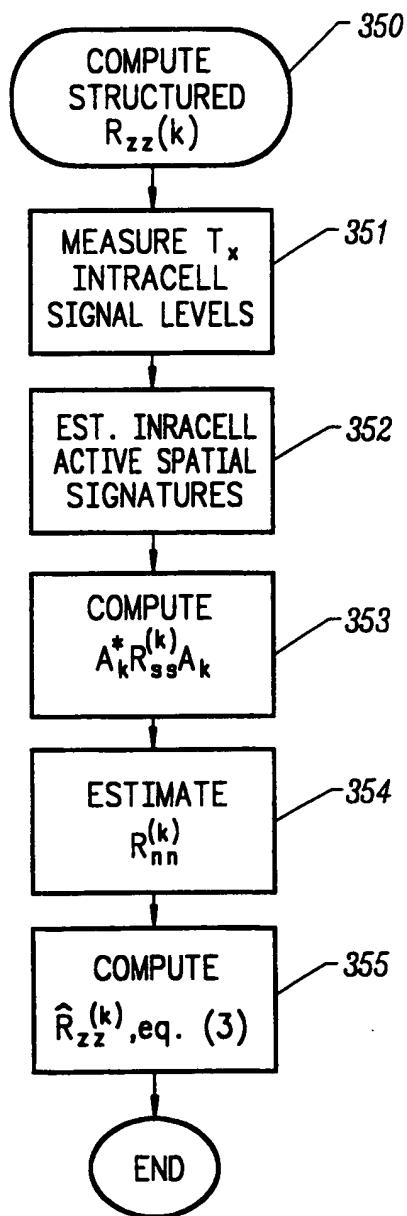 COMPUTE
STRUCTURED
R_zz(k)
350
MEASURE T_x
INTRACELL
SIGNAL LEVELS
351
EST. INRACELL
ACTIVE SPATIAL
SIGNATURES
352
COMPUTE
A_k^* R_ss^(k) A_k
353
ESTIMATE
R_nn^(k)
354
COMPUTE
R̂_zz^(k), eq. (3)
355
END